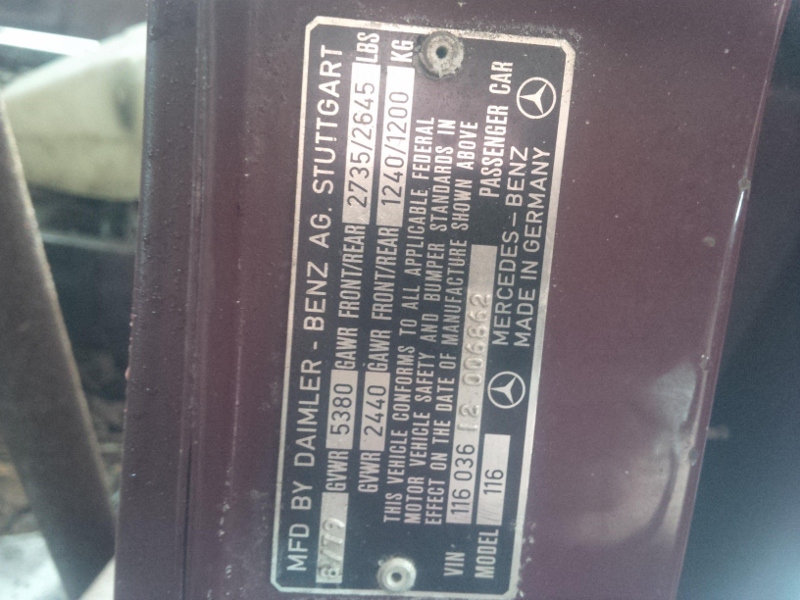 MFD BY DAIMLER - BENZ AG. STUTTGART
8/79 GVWR 5380 GAWR FRONT/REAR 2735/2645 LBS
GVWR 2440 GAWR FRONT/REAR 1240/1200 KG
THIS VEHICLE CONFORMS TO ALL APPLICABLE FEDERAL
MOTOR VEHICLE SAFETY AND BUMPER STANDARDS IN
EFFECT ON THE DATE OF MANUFACTURE SHOWN ABOVE
VIN 116 036 12 006862 PASSENGER CAR
MODEL 116 MERCEDES-BENZ
MADE IN GERMANY